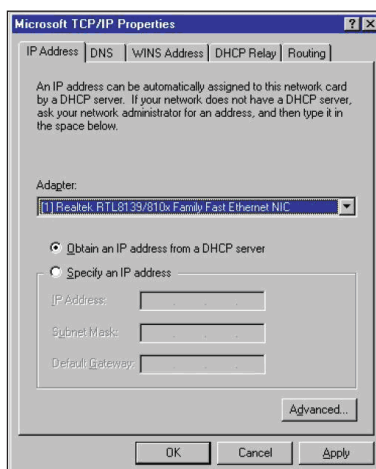 Microsoft TCP/IP Properties
IP Address DNS WINS Address DHCP Relay Routing
An IP address can be automatically assigned to this network card
by a DHCP server. If your network does not have a DHCP server,
ask your network administrator for an address, and then type it in
the space below.
Adapter:
[1] Realtek RTL8139/810x Family Fast Ethernet NIC
Obtain an IP address from a DHCP server
Specify an IP address
IP Address:
Subnet Mask:
Default Gateway:
Advanced...
OK Cancel Apply